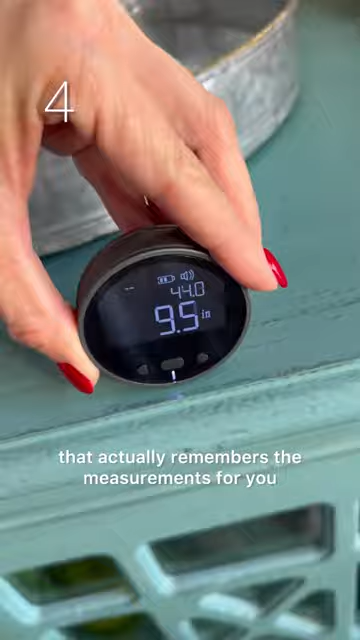 4
--
44.0
9.5 in
that actually remembers the
measurements for you